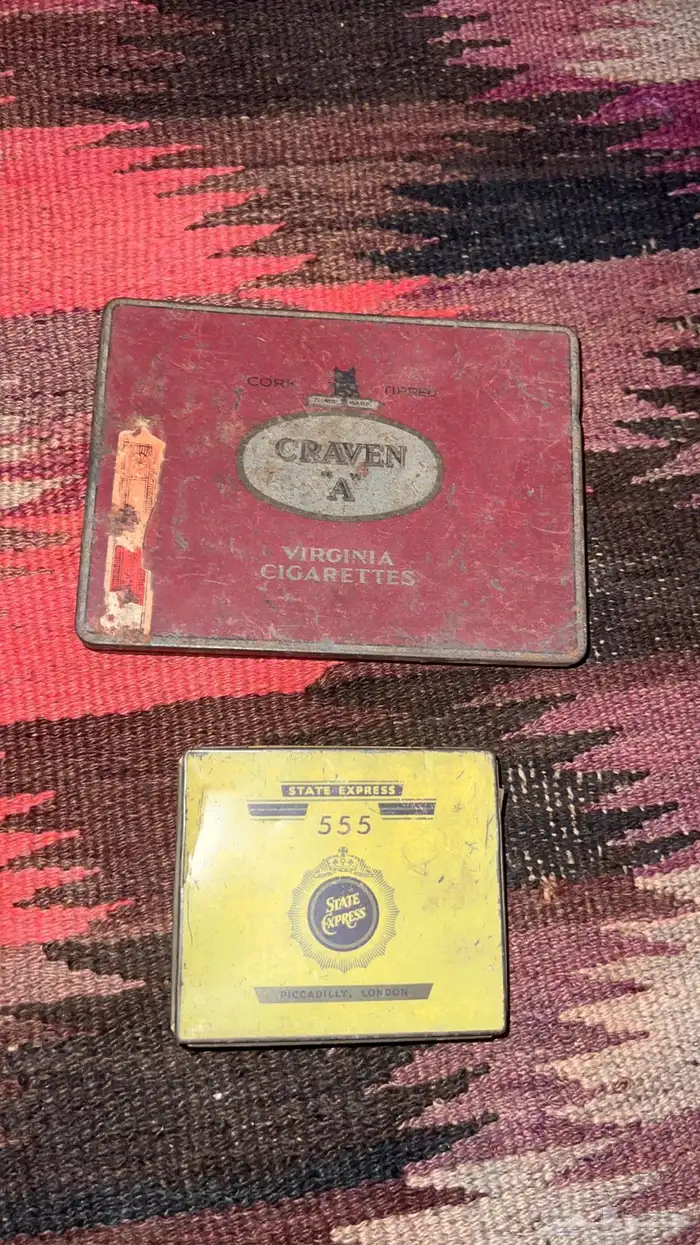 CORK TIPPED
TRADE MARK
CRAVEN
"A"
VIRGINIA
CIGARETTES
STATE EXPRESS
555
STATE
EXPRESS
PICCADILLY, LONDON